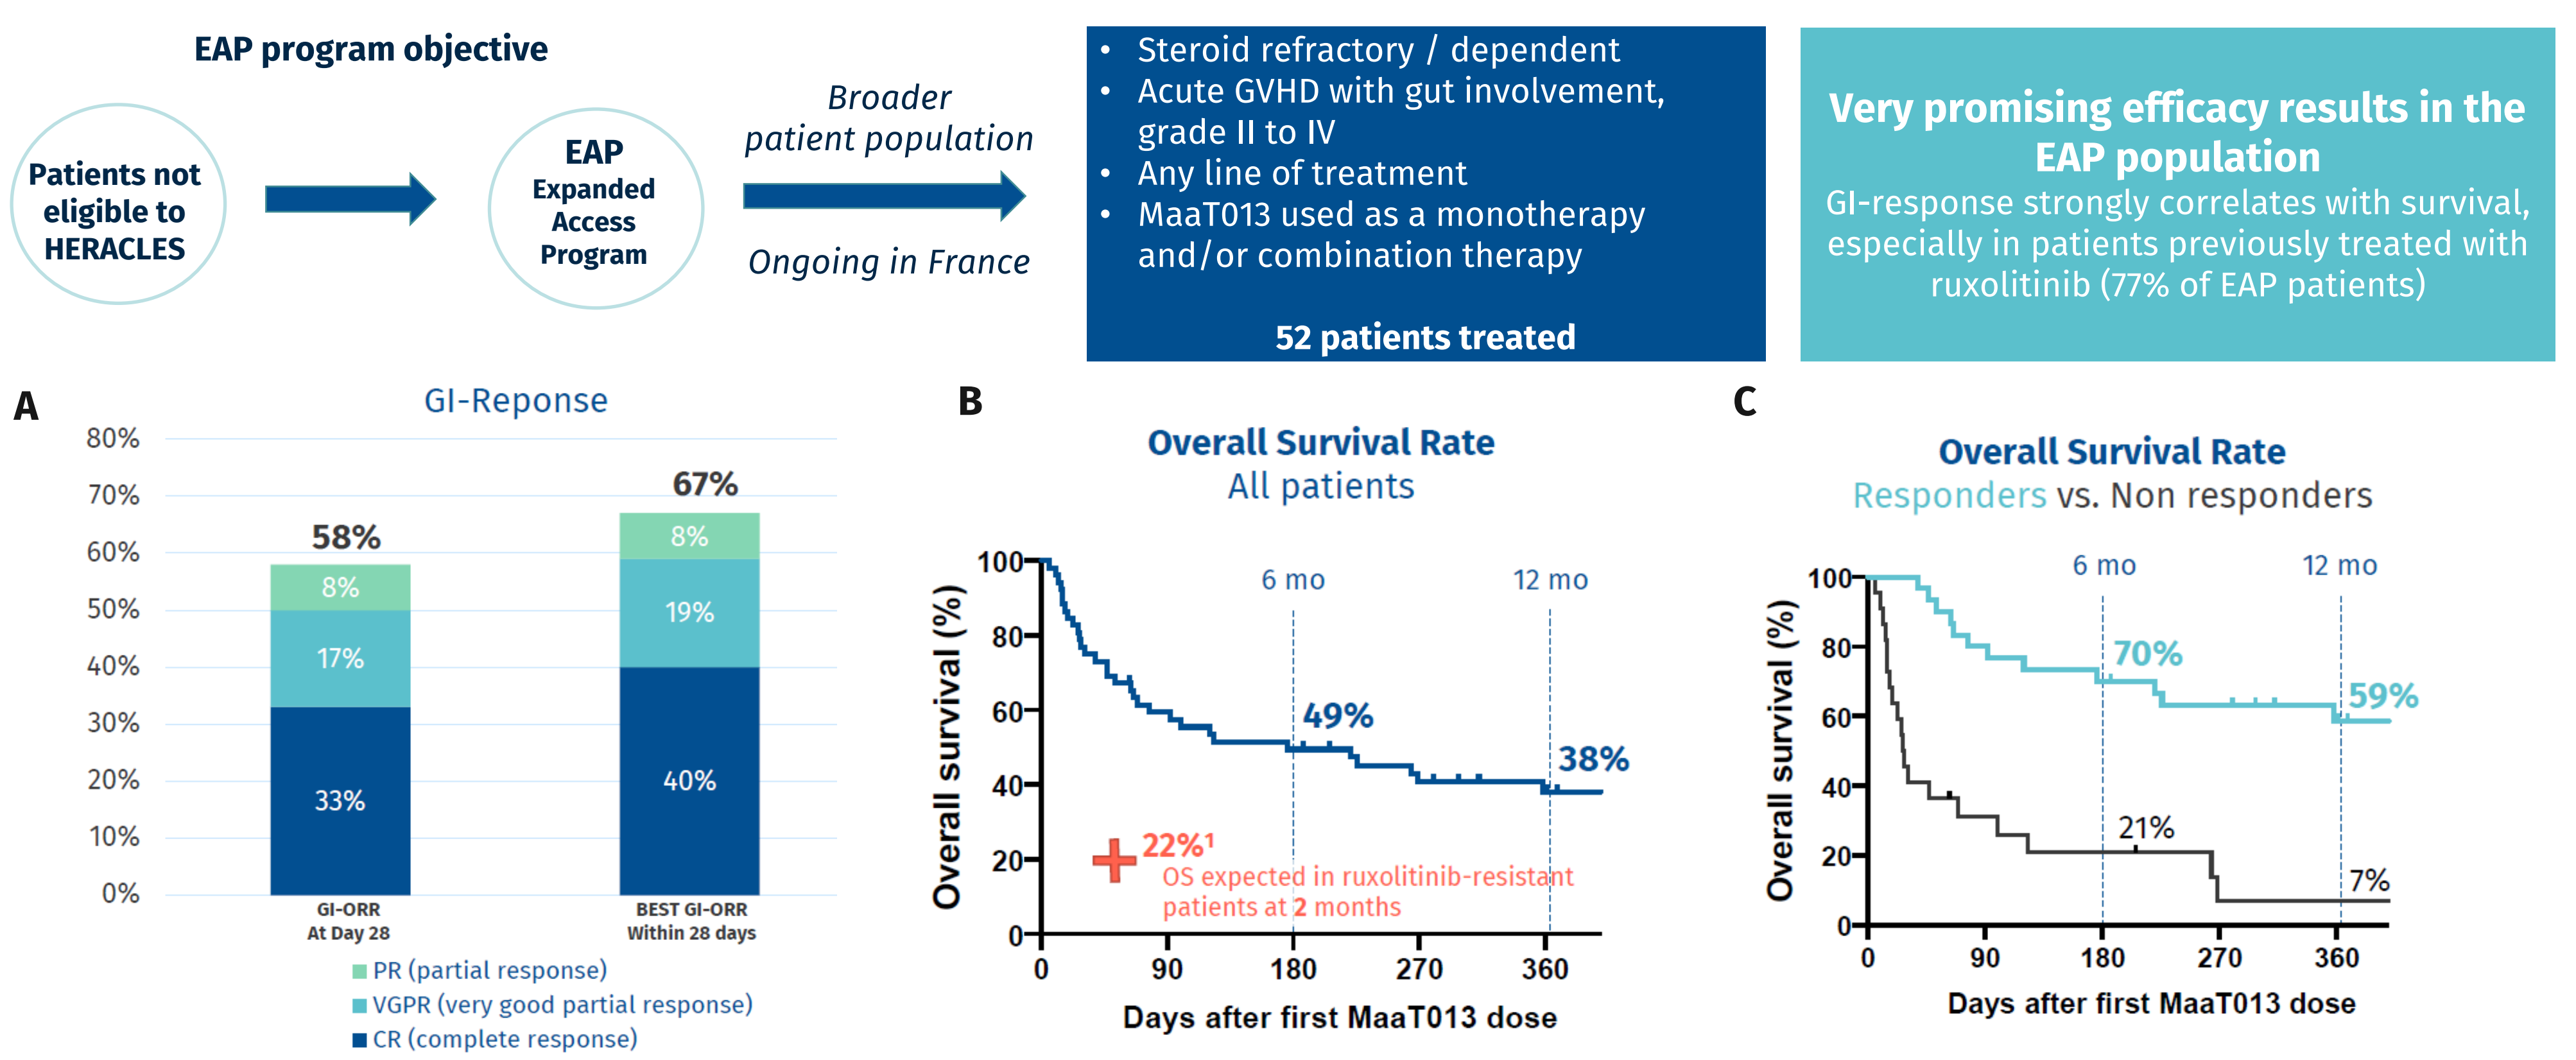 EAP program objective
Patients not
eligible to
HERACLES
EAP
Expanded
Access
Program
Broader
patient population
Ongoing in France
• Steroid refractory / dependent
• Acute GVHD with gut involvement,
grade II to IV
• Any line of treatment
• MaaT013 used as a monotherapy
and/or combination therapy
52 patients treated
Very promising efficacy results in the
EAP population
GI-response strongly correlates with survival,
especially in patients previously treated with
ruxolitinib (77% of EAP patients)
A
GI-Reponse
80%
70%
60%
50%
40%
30%
20%
10%
0%
58%
8%
17%
33%
67%
8%
19%
40%
GI-ORR
At Day 28
BEST GI-ORR
Within 28 days
PR (partial response)
VGPR (very good partial response)
CR (complete response)
B
Overall Survival Rate
All patients
Overall survival (%)
100
80
60
40
20
0
6 mo
12 mo
49%
38%
22%¹
OS expected in ruxolitinib-resistant
patients at 2 months
0 90 180 270 360
Days after first MaaT013 dose
C
Overall Survival Rate
Responders vs. Non responders
Overall survival (%)
100
80
60
40
20
0
6 mo
12 mo
70%
59%
21%
7%
0 90 180 270 360
Days after first MaaT013 dose